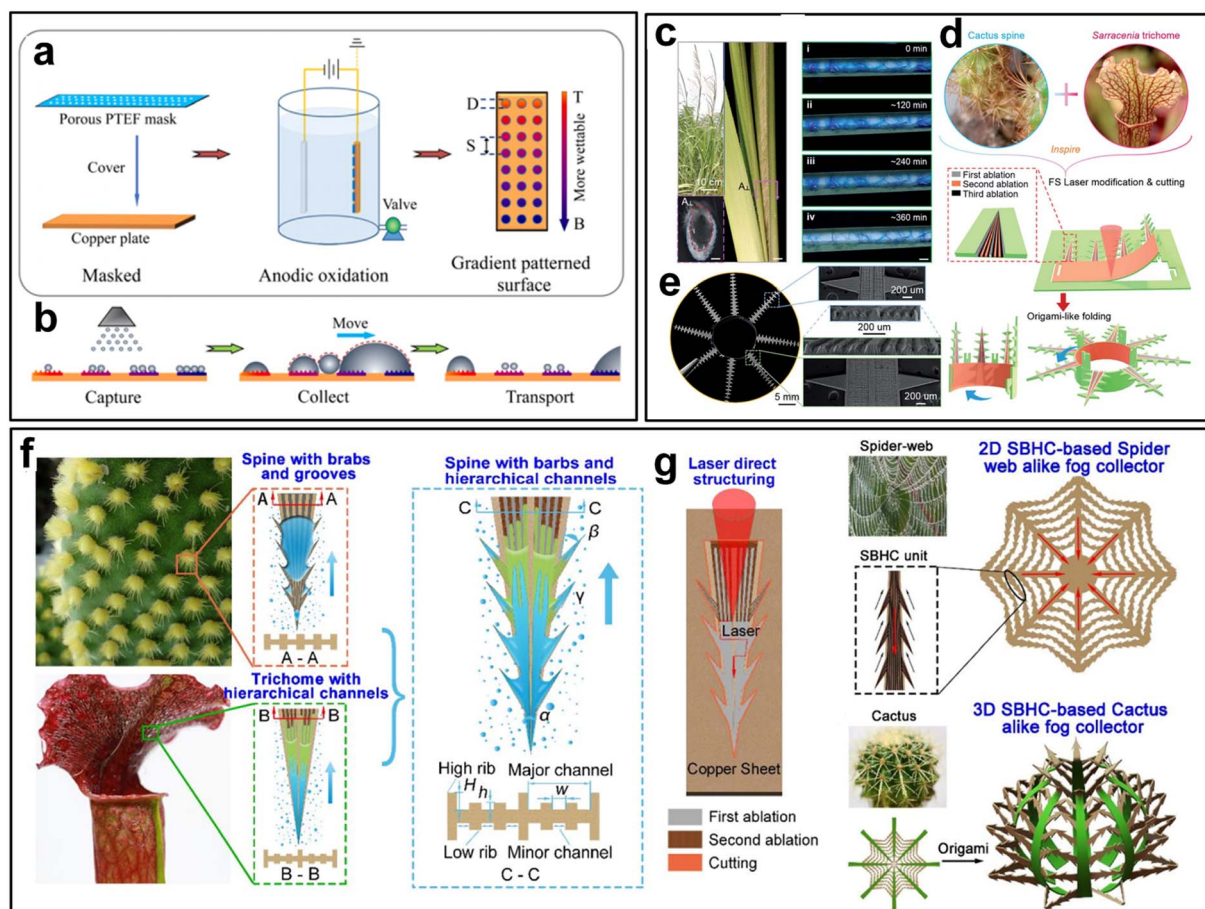 a
Porous PTEF mask
Cover
Copper plate
Masked
Valve
Anodic oxidation
D
S
T
More wettable
B
Gradient patterned
surface
b
Capture
Move
Collect
Transport
c
10 cm
A⊥
A⊥
i
0 min
ii
~120 min
iii
~240 min
iv
~360 min
d
Cactus spine
Sarracenia trichome
Inspire
FS Laser modification & cutting
First ablation
Second ablation
Third ablation
Origami-like folding
e
5 mm
200 um
200 um
200 um
f
Spine with brabs
and grooves
A
A
A - A
Trichome with
hierarchical channels
B
B
B - B
Spine with barbs and
hierarchical channels
C
C
β
γ
α
High rib
Major channel
H
h
w
Low rib
Minor channel
C - C
g
Laser direct
structuring
Laser
Copper Sheet
First ablation
Second ablation
Cutting
Spider-web
2D SBHC-based Spider
web alike fog collector
SBHC unit
Cactus
3D SBHC-based Cactus
alike fog collector
Origami